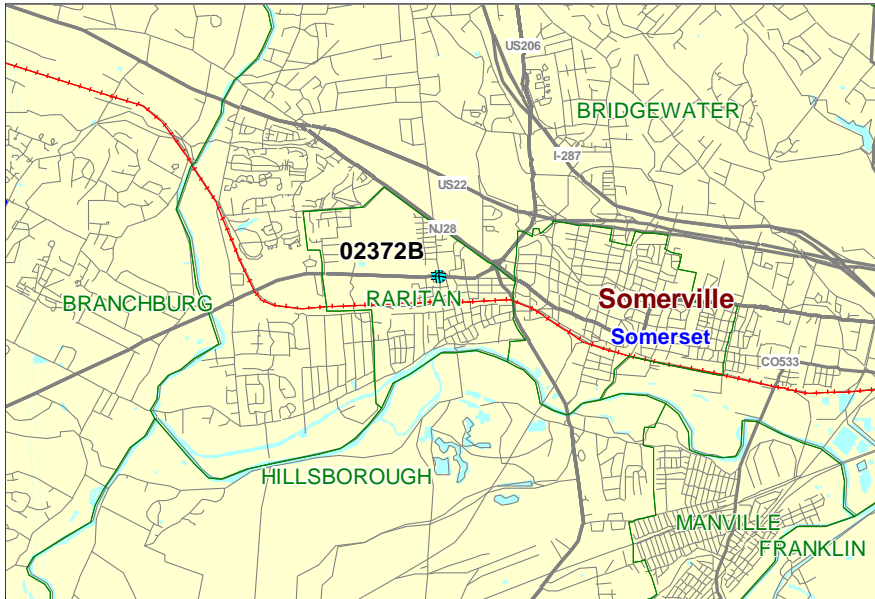 US206
BRIDGEWATER
I-287
US22
NJ28
02372B
BRANCHBURG
RARITAN
Somerville
Somerset
CO533
HILLSBOROUGH
MANVILLE
FRANKLIN